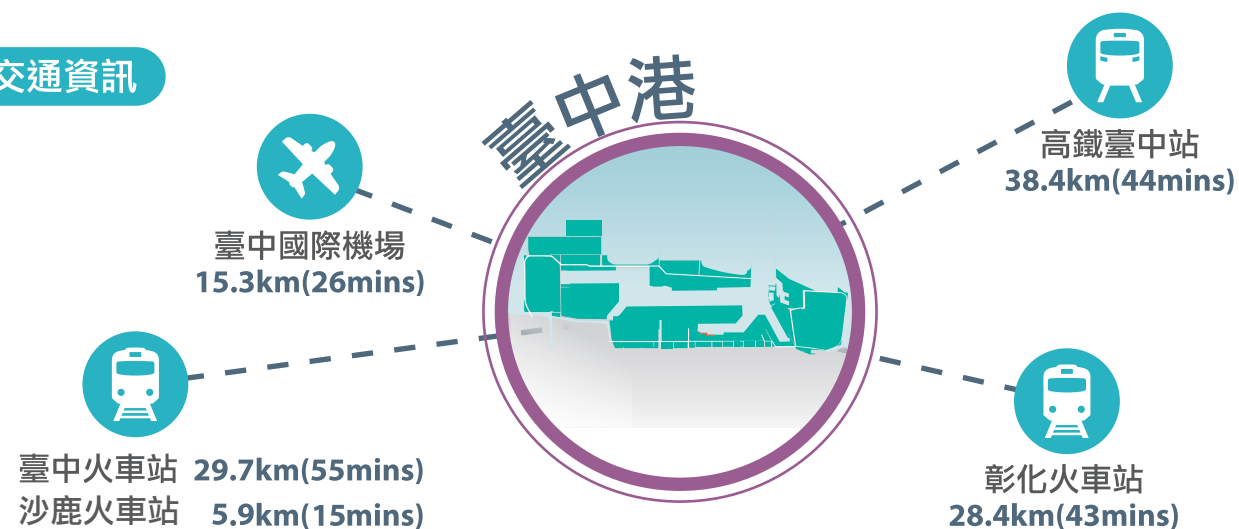 交通資訊
臺中港
高鐵臺中站
38.4km(44mins)
臺中國際機場
15.3km(26mins)
臺中火車站 29.7km(55mins)
沙鹿火車站 5.9km(15mins)
彰化火車站
28.4km(43mins)